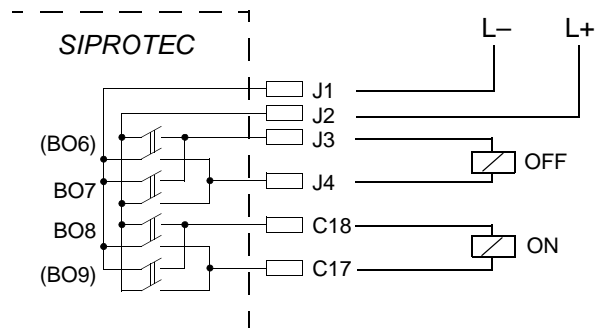 L– L+
SIPROTEC
J1
J2
(BO6) J3
OFF
BO7 J4
BO8 C18
ON
(BO9) C17